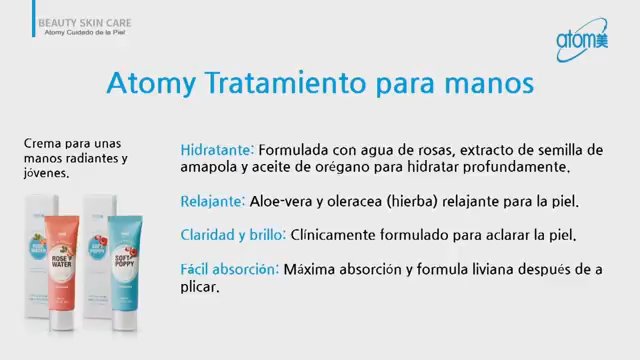 BEAUTY SKIN CARE
Atomy Cuidedo de la Piel
atom美
Atomy Tratamiento para manos
Crema para unas
manos radiantes y
jóvenes.
Hidratante: Formulada con agua de rosas, extracto de semilla de
amapola y aceite de orégano para hidratar profundamente.
Relajante: Aloe-vera y oleracea (hierba) relajante para la piel.
Claridad y brillo: Clínicamente formulado para aclarar la piel.
Fácil absorción: Máxima absorción y formula liviana después de a
plicar.
ROSE
WATER
SOFT
POPPY